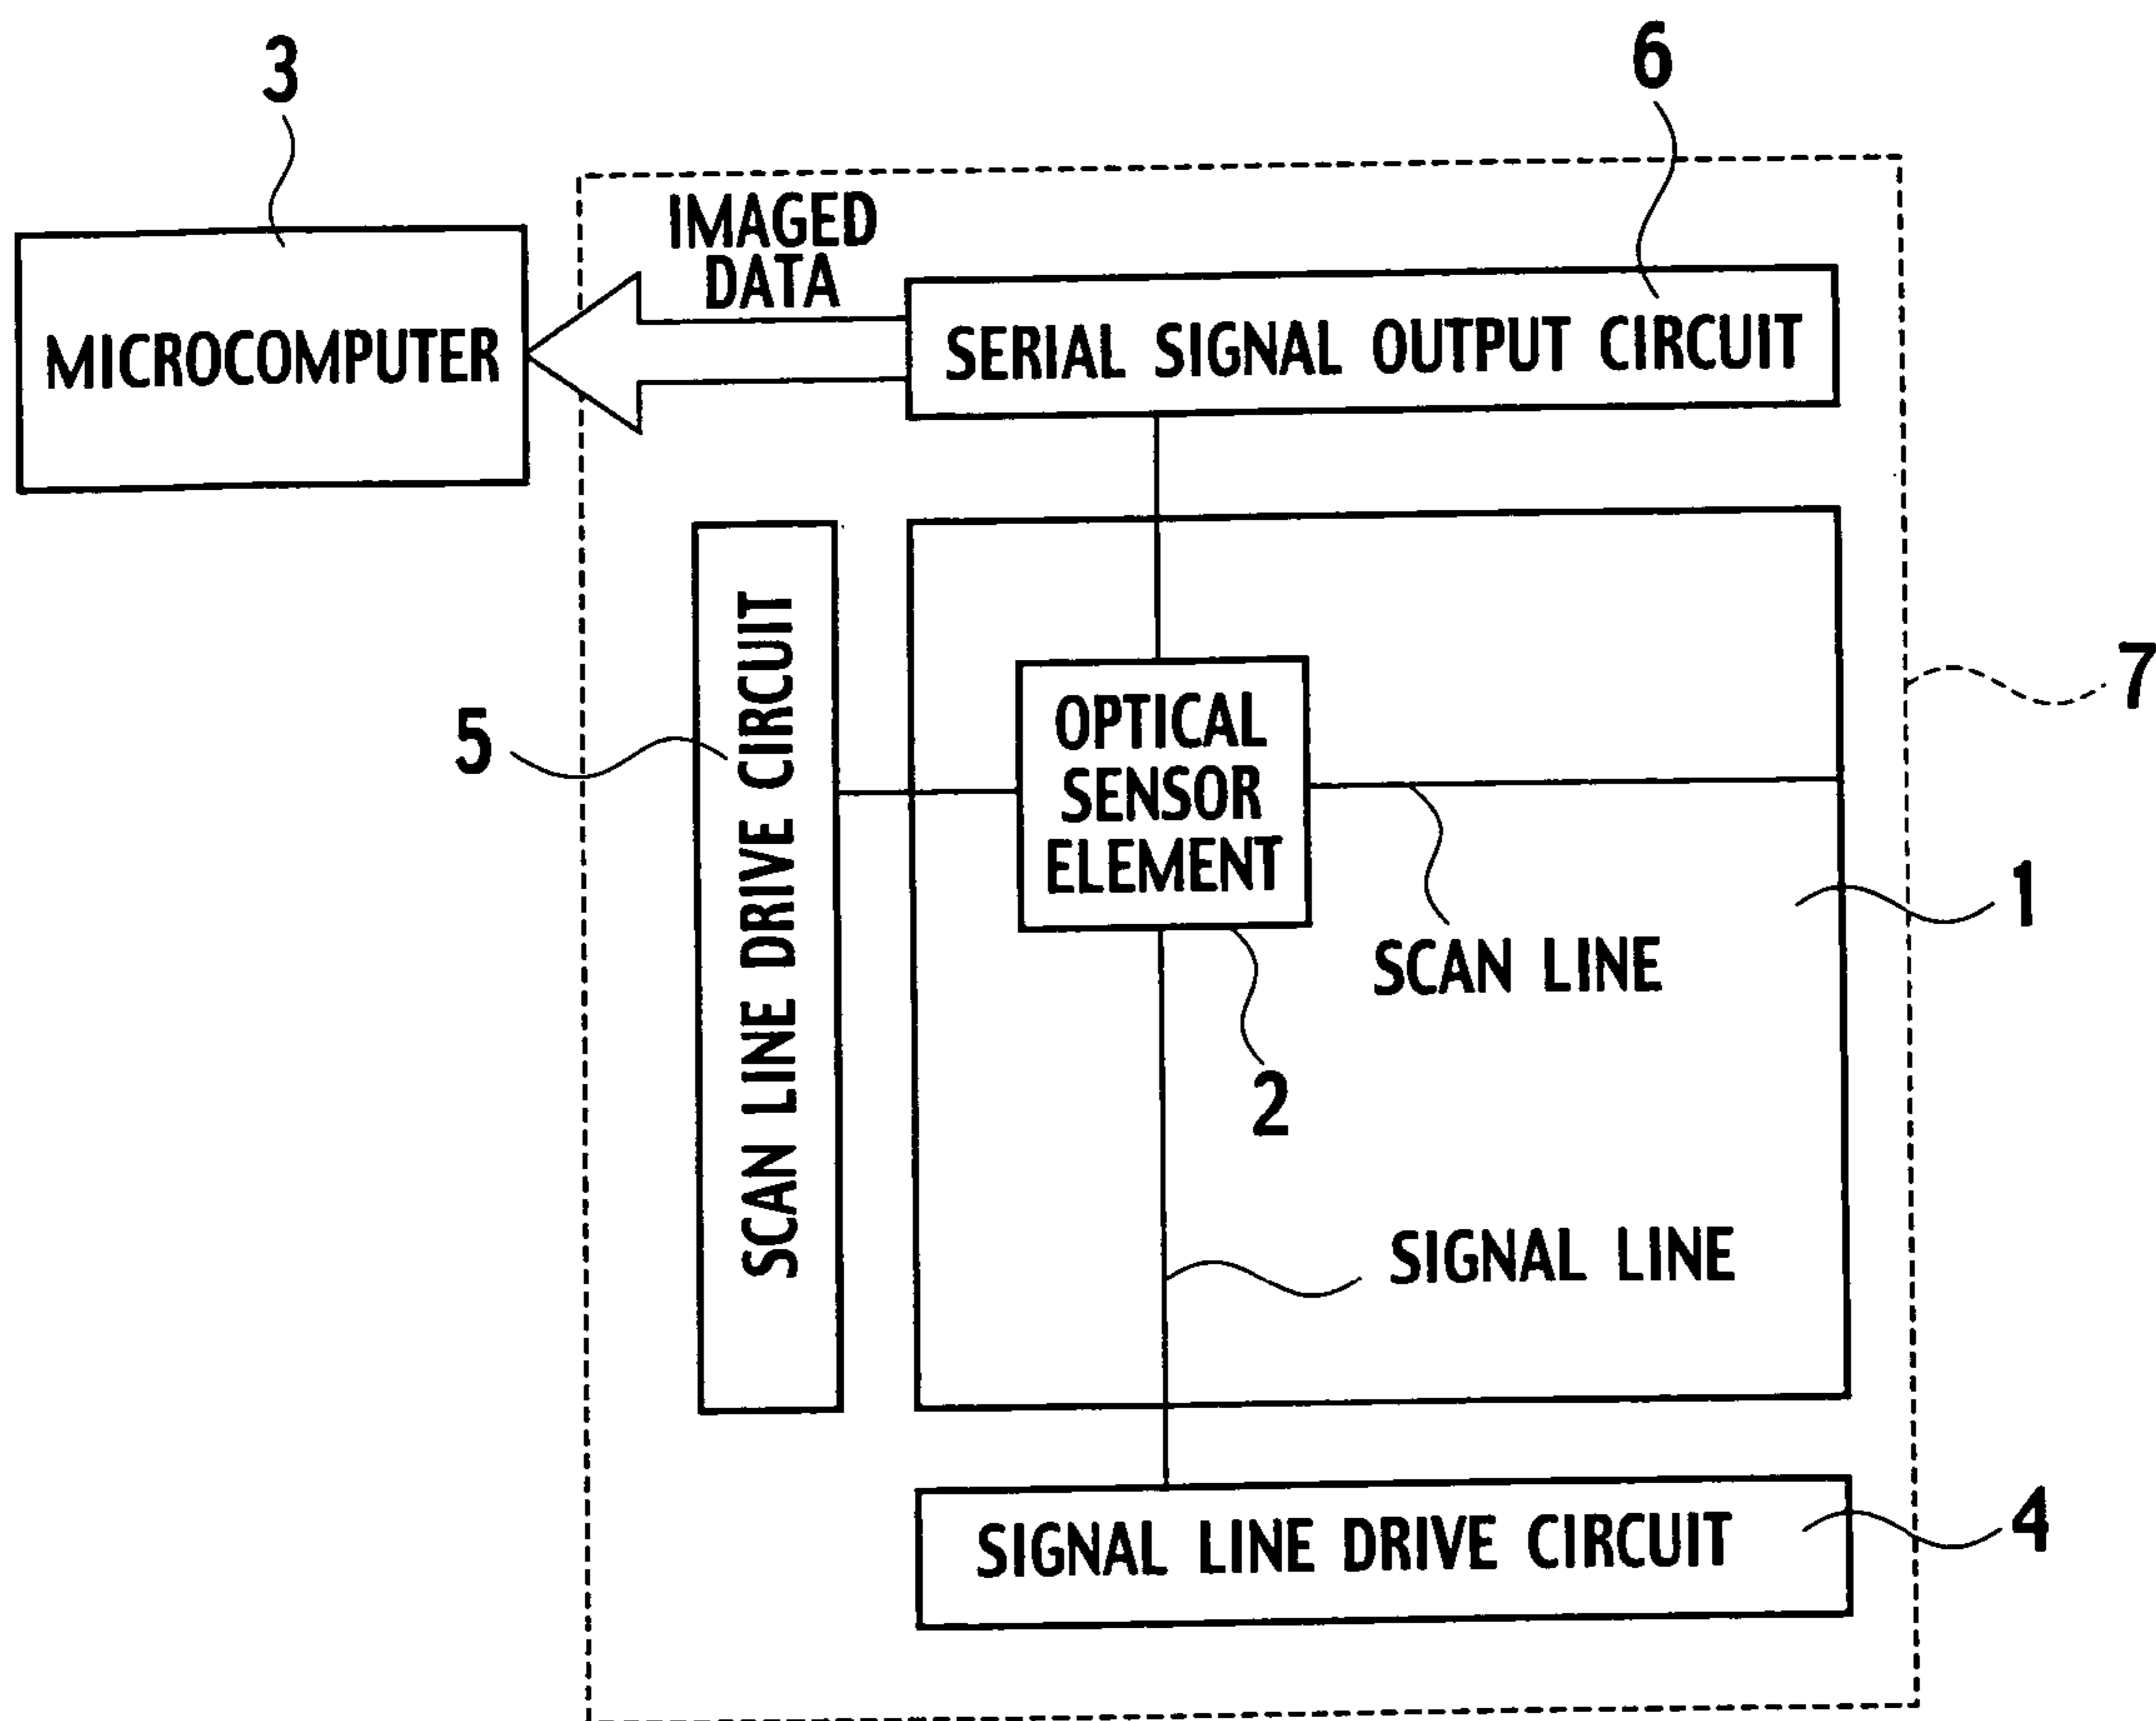 3
6
IMAGED
DATA
MICROCOMPUTER
SERIAL SIGNAL OUTPUT CIRCUIT
7
5
SCAN LINE DRIVE CIRCUIT
OPTICAL
SENSOR
ELEMENT
1
SCAN LINE
2
SIGNAL LINE
SIGNAL LINE DRIVE CIRCUIT
4